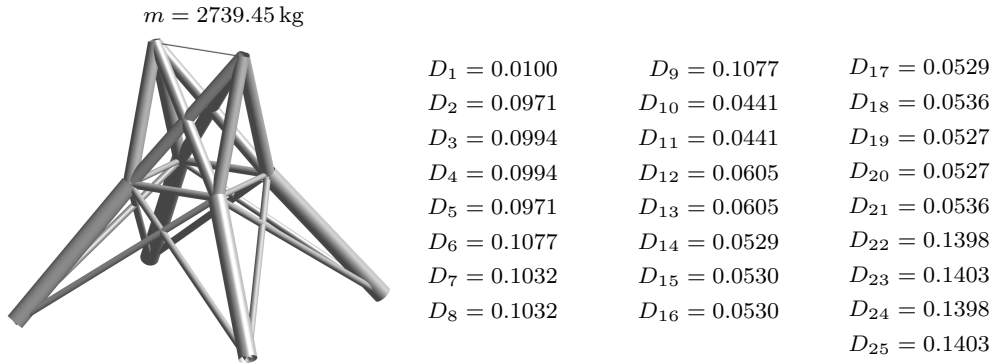 m = 2739.45 kg
D₁ = 0.0100
D₂ = 0.0971
D₃ = 0.0994
D₄ = 0.0994
D₅ = 0.0971
D₆ = 0.1077
D₇ = 0.1032
D₈ = 0.1032
D₉ = 0.1077
D₁₀ = 0.0441
D₁₁ = 0.0441
D₁₂ = 0.0605
D₁₃ = 0.0605
D₁₄ = 0.0529
D₁₅ = 0.0530
D₁₆ = 0.0530
D₁₇ = 0.0529
D₁₈ = 0.0536
D₁₉ = 0.0527
D₂₀ = 0.0527
D₂₁ = 0.0536
D₂₂ = 0.1398
D₂₃ = 0.1403
D₂₄ = 0.1398
D₂₅ = 0.1403